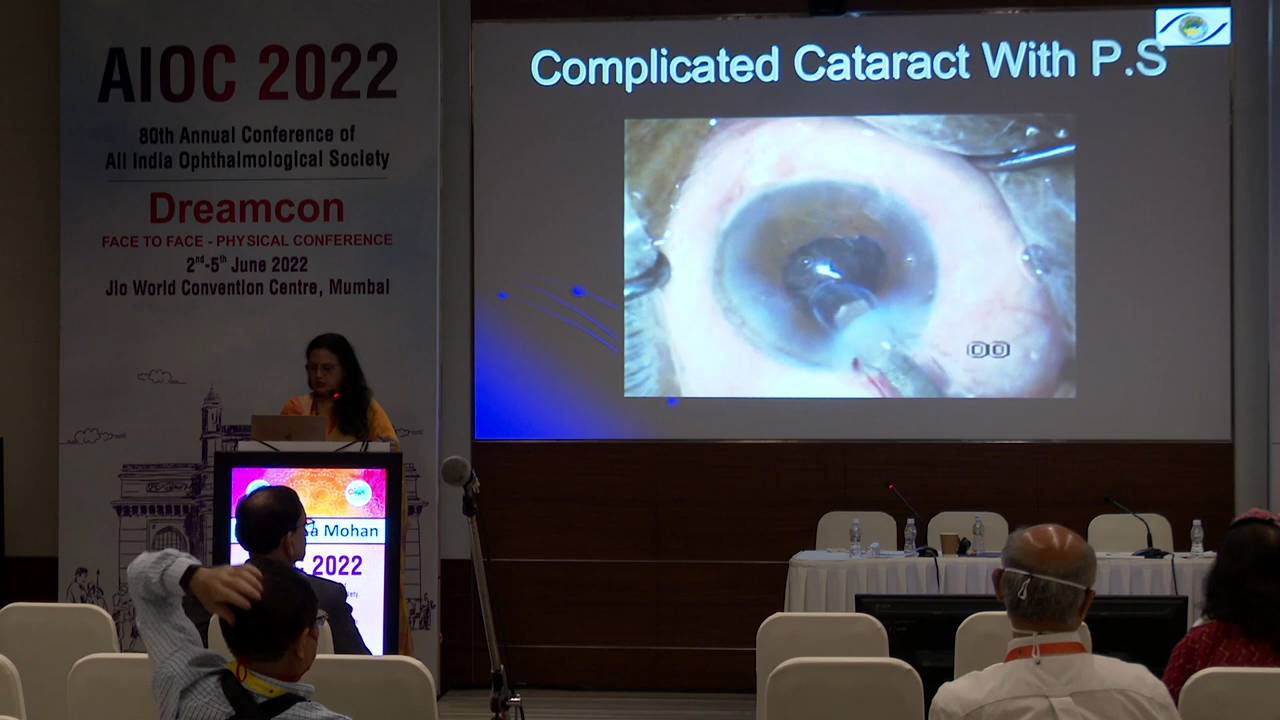 AIOC 2022
80th Annual Conference of
All India Ophthalmological Society
Dreamcon
FACE TO FACE - PHYSICAL CONFERENCE
2nd-5th June 2022
Jio World Convention Centre, Mumbai
Complicated Cataract With P.S
00
Mohan
2022